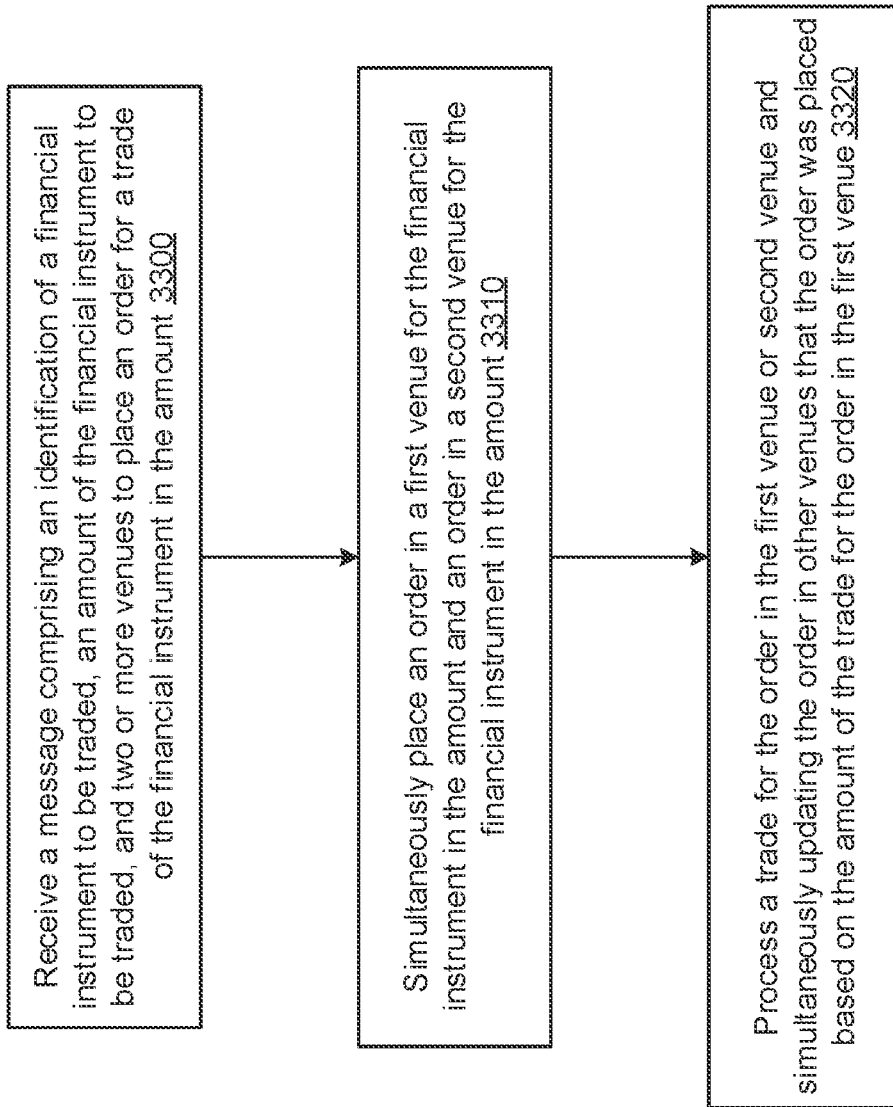 Receive a message comprising an identification of a financial
instrument to be traded, an amount of the financial instrument to
be traded, and two or more venues to place an order for a trade
of the financial instrument in the amount 3300
Simultaneously place an order in a first venue for the financial
instrument in the amount and an order in a second venue for the
financial instrument in the amount 3310
Process a trade for the order in the first venue or second venue and
simultaneously updating the order in other venues that the order was placed
based on the amount of the trade for the order in the first venue 3320